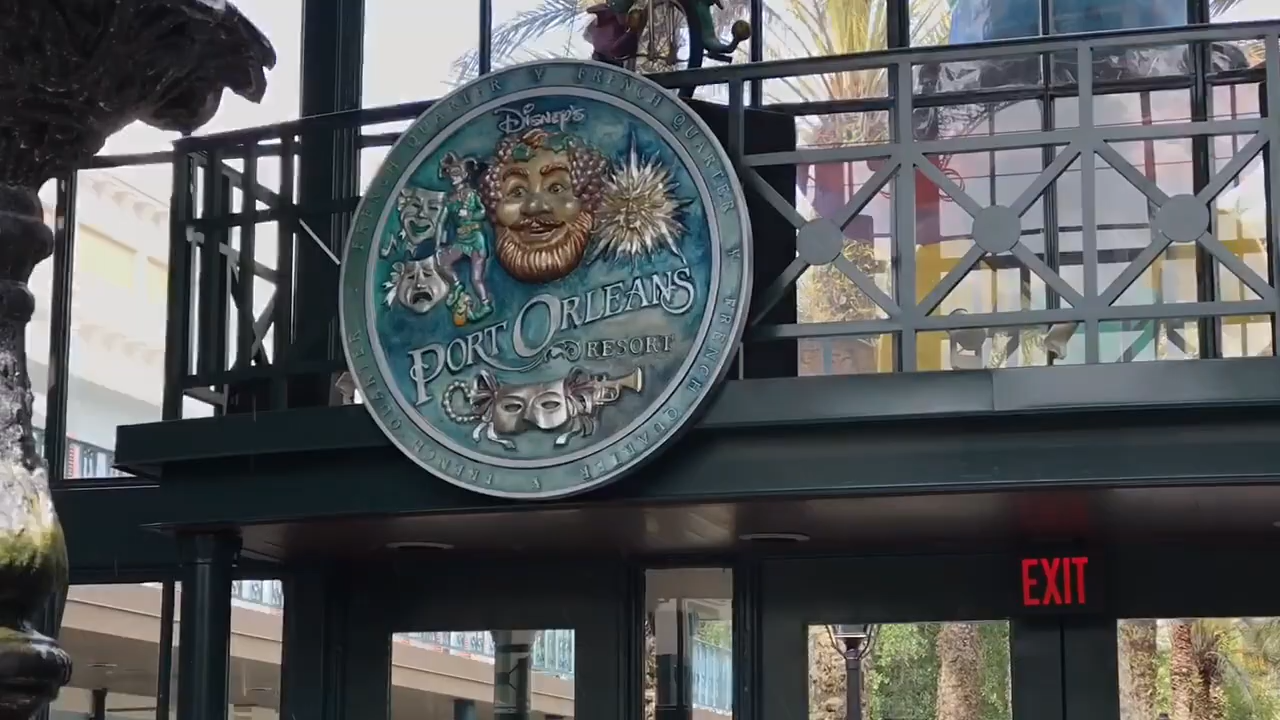 FRENCH QUARTER FRENCH QUARTER FRENCH QUARTER FRENCH QUARTER
DISNEY'S
PORT ORLEANS
RESORT
EXIT